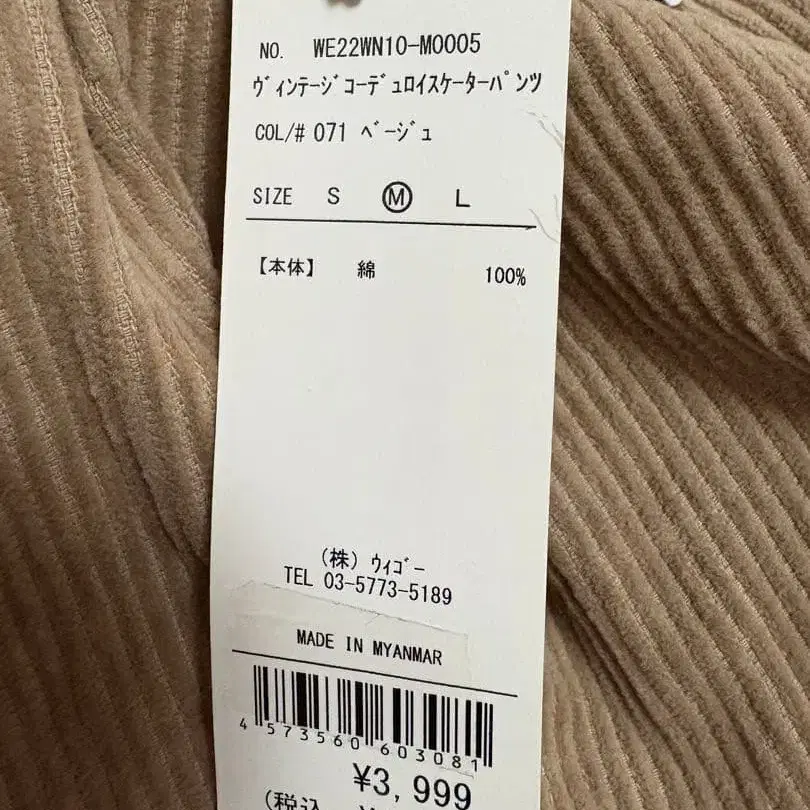 NO. WE22WN10-M0005
ヴィンテージコーデュロイスケーターパンツ
COL/# 071 ベージュ
SIZE S M L
【本体】 綿 100%
(株) ウィゴー
TEL 03-5773-5189
MADE IN MYANMAR
4 573560 603081
¥3,999
(税込